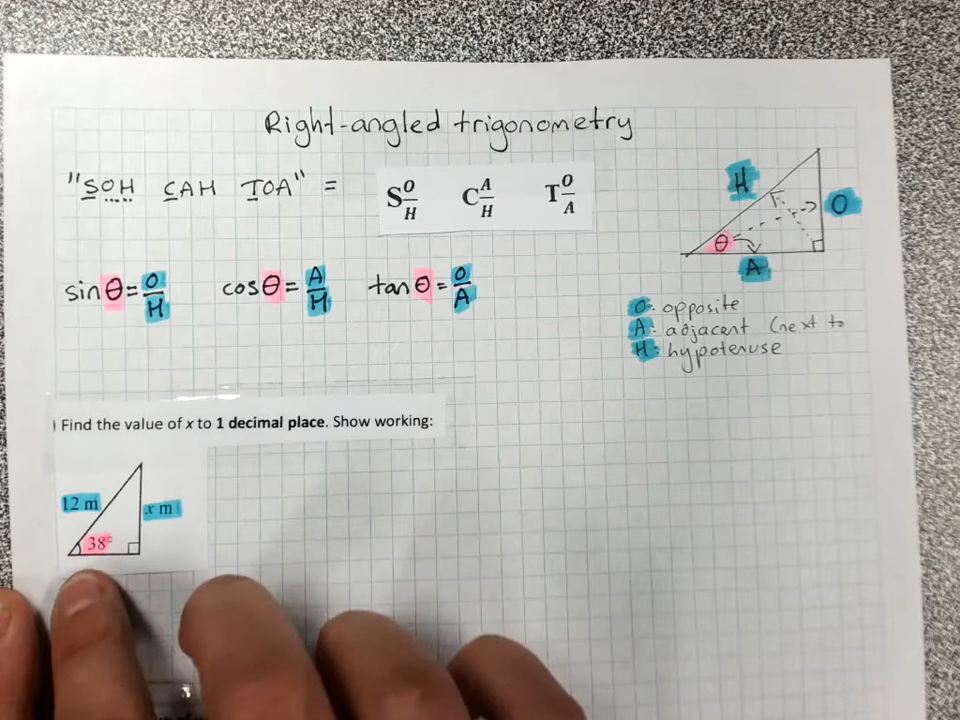 Right-angled trigonometry
"SOH CAH TOA" = S O/H C A/H T O/A
H
O
θ
A
sinθ = O/H cosθ = A/H tanθ = O/A
O: opposite
A: adjacent (next to
H: hypotenuse
) Find the value of x to 1 decimal place. Show working:
12 m
x m
38°